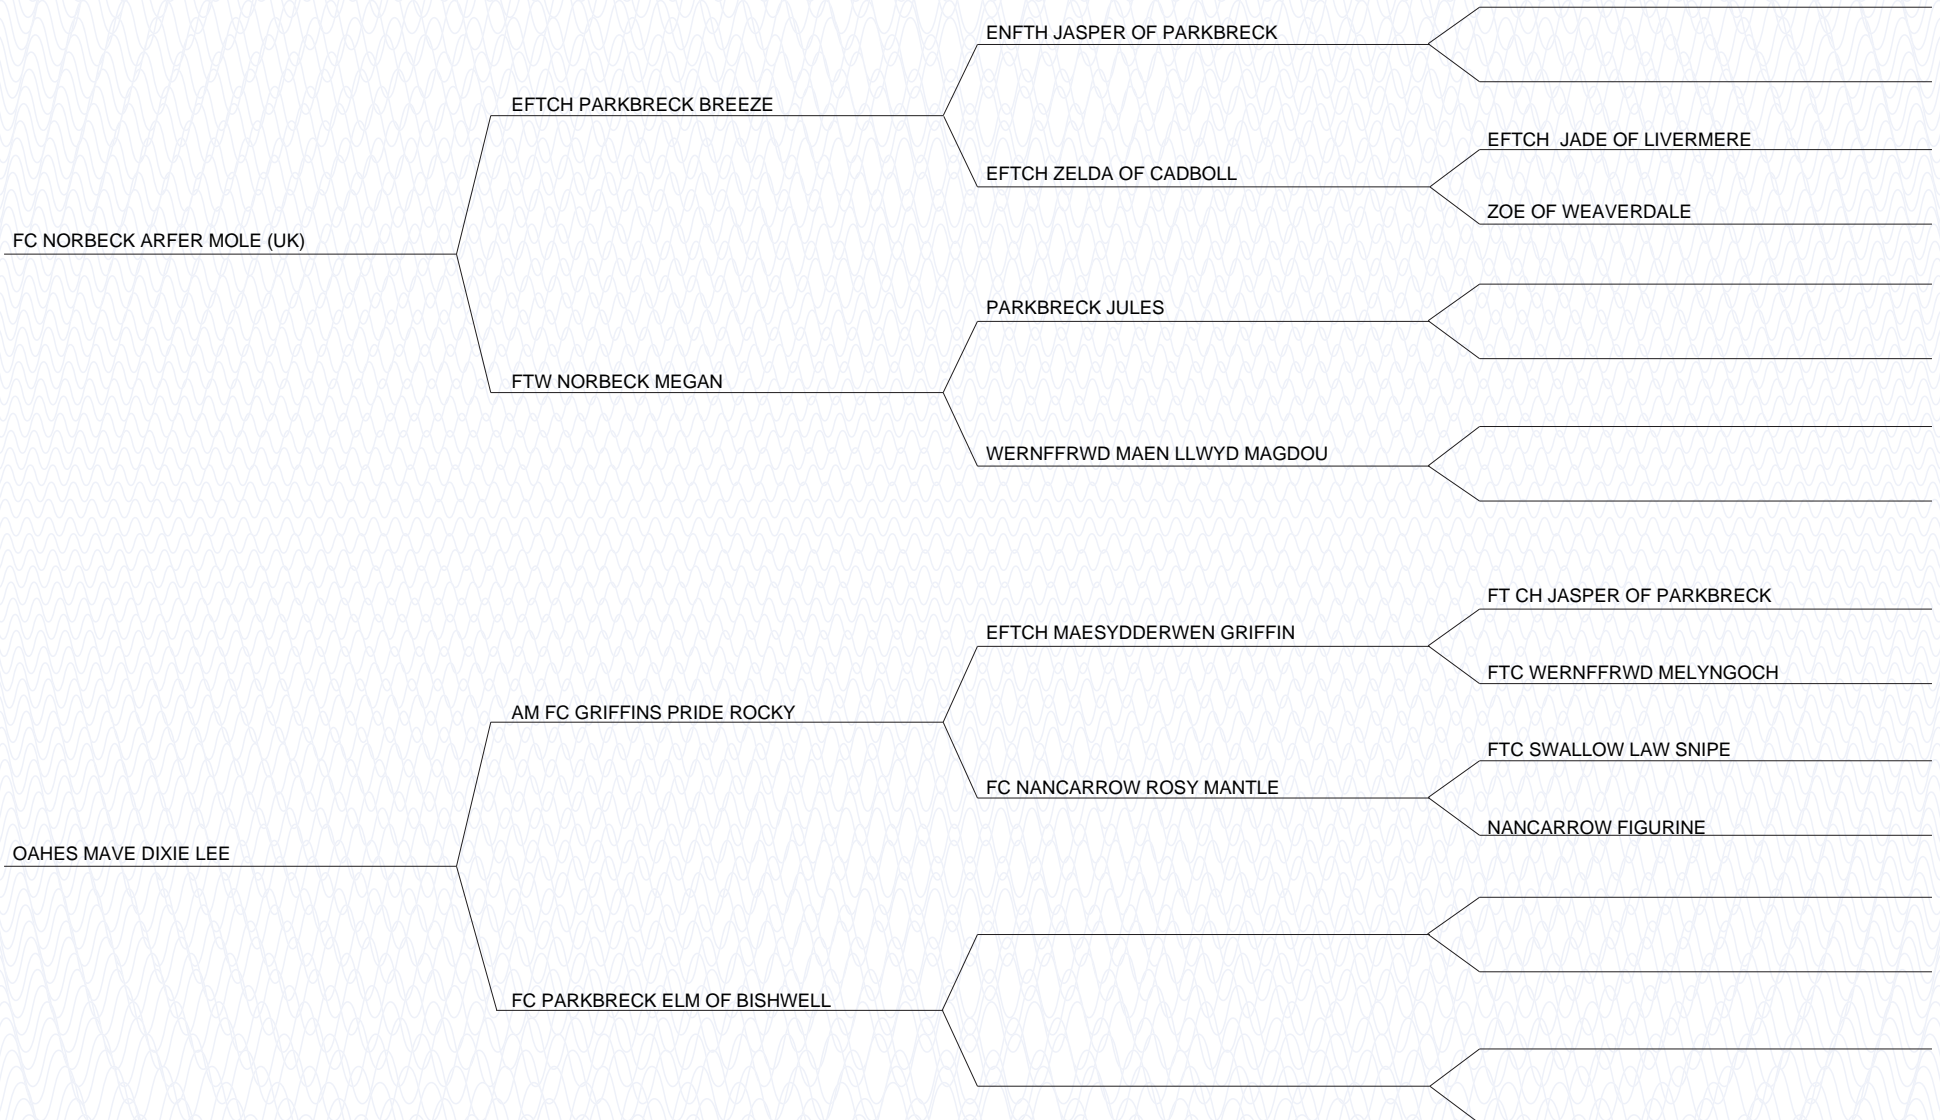 ENFTH JASPER OF PARKBRECK
EFTCH PARKBRECK BREEZE
EFTCH  JADE OF LIVERMERE
EFTCH ZELDA OF CADBOLL
ZOE OF WEAVERDALE
FC NORBECK ARFER MOLE (UK)
PARKBRECK JULES
FTW NORBECK MEGAN
WERNFFRWD MAEN LLWYD MAGDOU
FT CH JASPER OF PARKBRECK
EFTCH MAESYDDERWEN GRIFFIN
FTC WERNFFRWD MELYNGOCH
AM FC GRIFFINS PRIDE ROCKY
FTC SWALLOW LAW SNIPE
FC NANCARROW ROSY MANTLE
NANCARROW FIGURINE
OAHES MAVE DIXIE LEE
FC PARKBRECK ELM OF BISHWELL